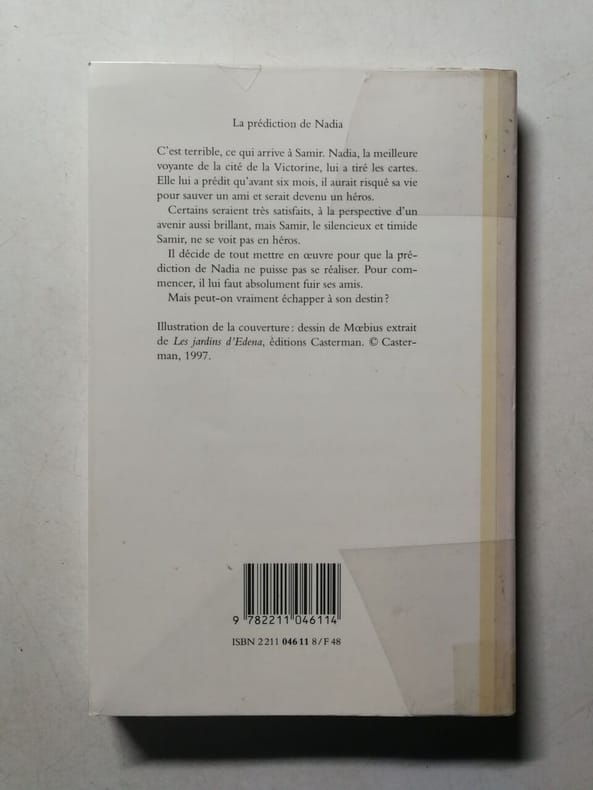 La prédiction de Nadia
C'est terrible, ce qui arrive à Samir. Nadia, la meilleure
voyante de la cité de la Victorine, lui a tiré les cartes.
Elle lui a prédit qu'avant six mois, il aurait risqué sa vie
pour sauver un ami et serait devenu un héros.
Certains seraient très satisfaits, à la perspective d'un
avenir aussi brillant, mais Samir, le silencieux et timide
Samir, ne se voit pas en héros.
Il décide de tout mettre en œuvre pour que la pré-
diction de Nadia ne puisse pas se réaliser. Pour com-
mencer, il lui faut absolument fuir ses amis.
Mais peut-on vraiment échapper à son destin ?
Illustration de la couverture : dessin de Mœbius extrait
de Les jardins d'Edena, éditions Casterman. © Caster-
man, 1997.
9 782211 046114
ISBN 2 211 046 11 8 / F 48